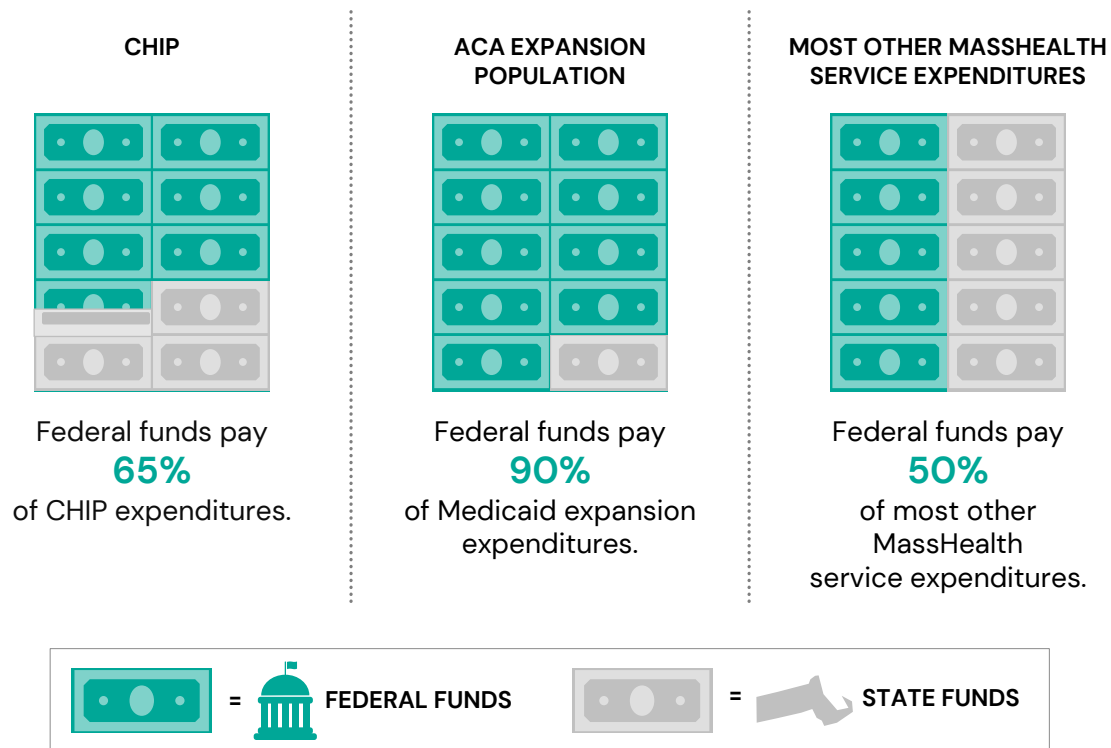 CHIP
Federal funds pay
65%
of CHIP expenditures.
ACA EXPANSION
POPULATION
Federal funds pay
90%
of Medicaid expansion
expenditures.
MOST OTHER MASSHEALTH
SERVICE EXPENDITURES
Federal funds pay
50%
of most other
MassHealth
service expenditures.
= FEDERAL FUNDS
= STATE FUNDS